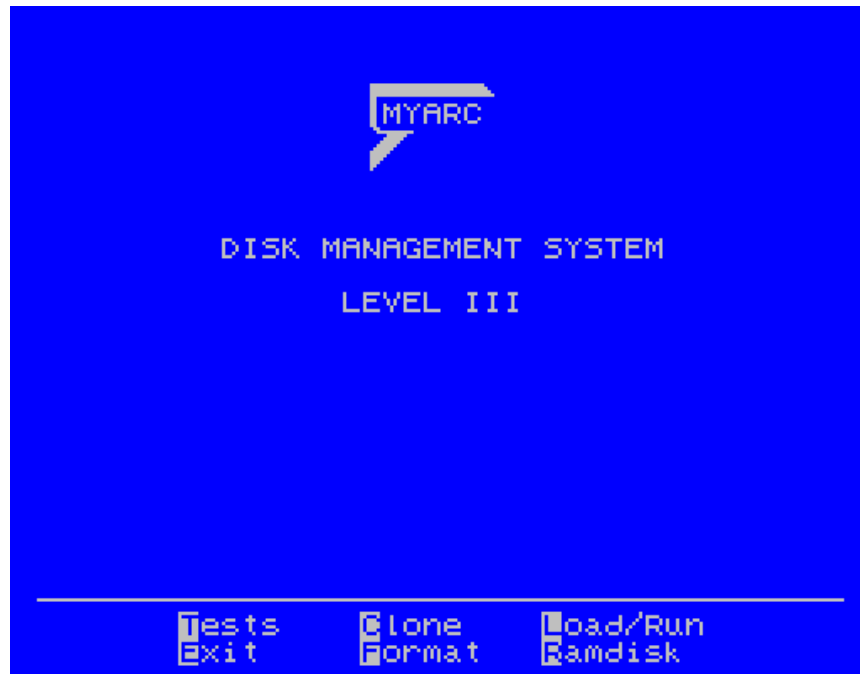 MYARC
DISK MANAGEMENT SYSTEM
LEVEL III
Tests Clone Load/Run
Exit Format Ramdisk